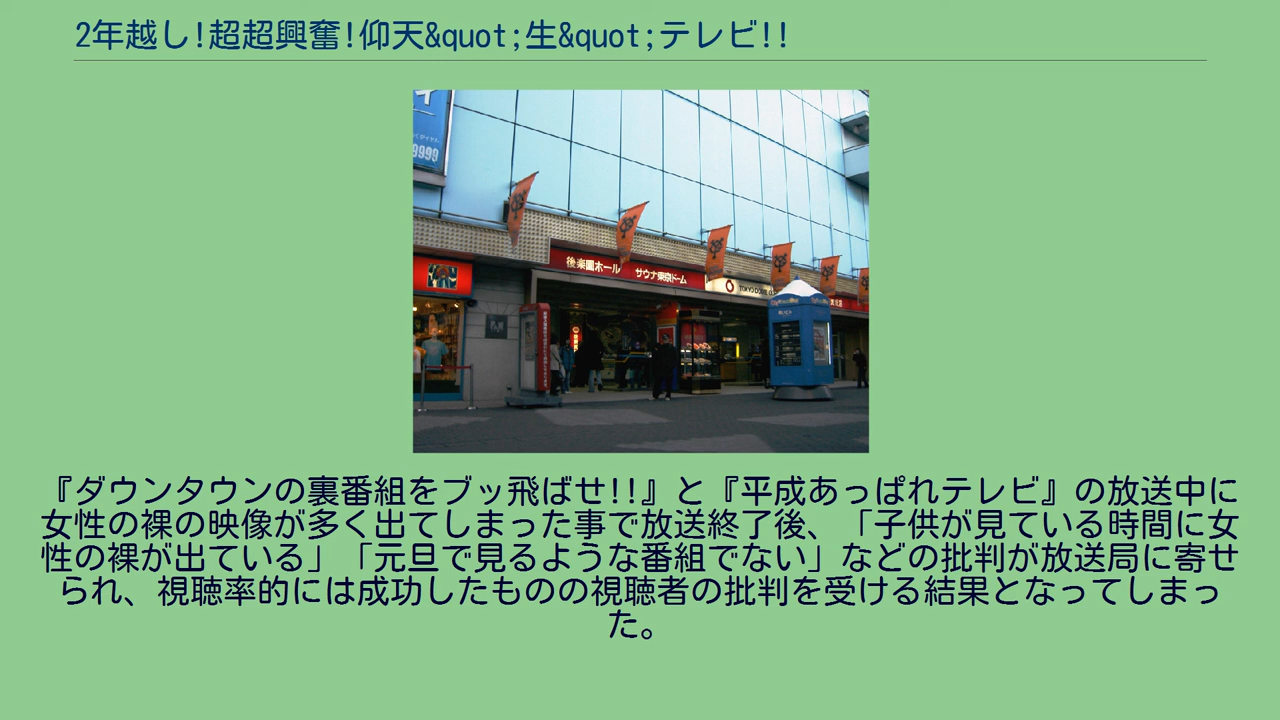 2年越し!超超興奮!仰天&quot;生&quot;テレビ!!
9999
後楽園ホール サウナ東京ドーム
『ダウンタウンの裏番組をブッ飛ばせ!!』と『平成あっぱれテレビ』の放送中に
女性の裸の映像が多く出てしまった事で放送終了後、「子供が見ている時間に女
性の裸が出ている」「元旦で見るような番組でない」などの批判が放送局に寄せ
られ、視聴率的には成功したものの視聴者の批判を受ける結果となってしまっ
た。